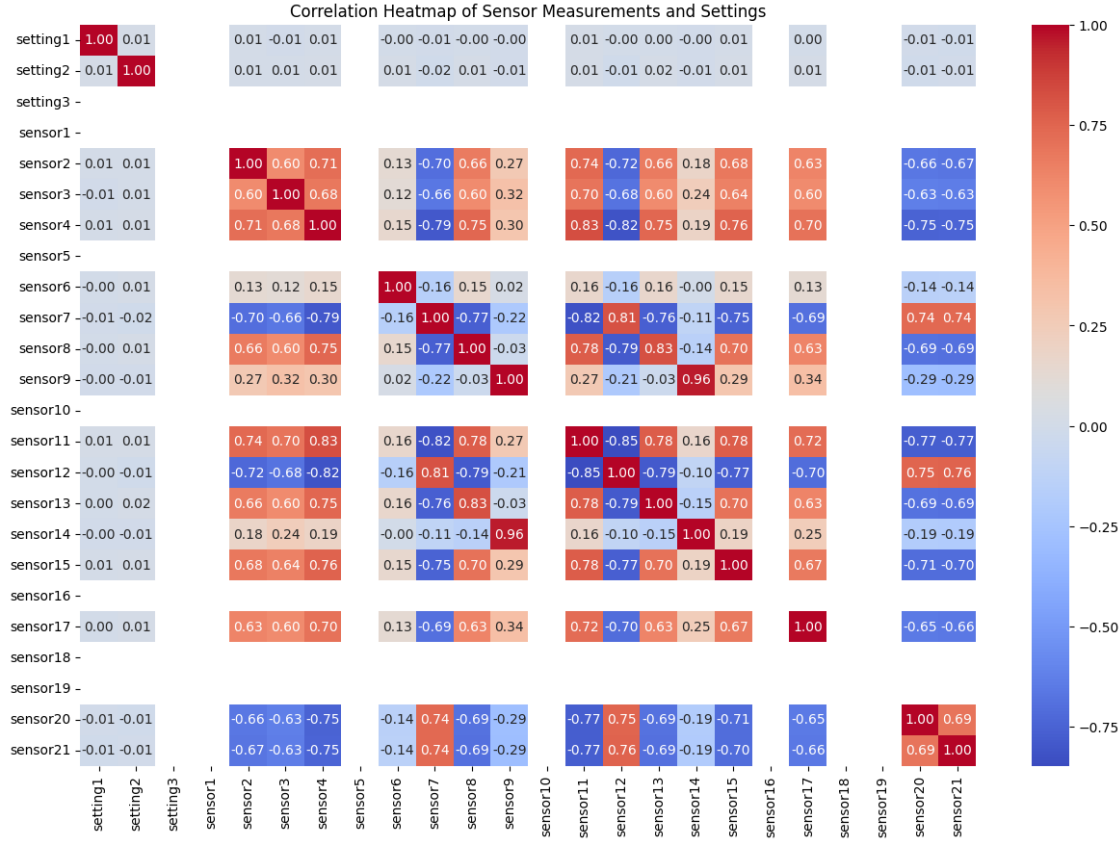 Correlation Heatmap of Sensor Measurements and Settings
setting1 1.00 0.01 0.01 -0.01 0.01 -0.00 -0.01 -0.00 -0.00 0.01 -0.00 0.00 -0.00 0.01 0.00 -0.01 -0.01
setting2 0.01 1.00 0.01 0.01 0.01 0.01 -0.02 0.01 -0.01 0.01 -0.01 0.02 -0.01 0.01 0.01 -0.01 -0.01
setting3
sensor1
sensor2 0.01 0.01 1.00 0.60 0.71 0.13 -0.70 0.66 0.27 0.74 -0.72 0.66 0.18 0.68 0.63 -0.66 -0.67
sensor3 -0.01 0.01 0.60 1.00 0.68 0.12 -0.66 0.60 0.32 0.70 -0.68 0.60 0.24 0.64 0.60 -0.63 -0.63
sensor4 0.01 0.01 0.71 0.68 1.00 0.15 -0.79 0.75 0.30 0.83 -0.82 0.75 0.19 0.76 0.70 -0.75 -0.75
sensor5
sensor6 -0.00 0.01 0.13 0.12 0.15 1.00 -0.16 0.15 0.02 0.16 -0.16 0.16 -0.00 0.15 0.13 -0.14 -0.14
sensor7 -0.01 -0.02 -0.70 -0.66 -0.79 -0.16 1.00 -0.77 -0.22 -0.82 0.81 -0.76 -0.11 -0.75 -0.69 0.74 0.74
sensor8 -0.00 0.01 0.66 0.60 0.75 0.15 -0.77 1.00 -0.03 0.78 -0.79 0.83 -0.14 0.70 0.63 -0.69 -0.69
sensor9 -0.00 -0.01 0.27 0.32 0.30 0.02 -0.22 -0.03 1.00 0.27 -0.21 -0.03 0.96 0.29 0.34 -0.29 -0.29
sensor10
sensor11 0.01 0.01 0.74 0.70 0.83 0.16 -0.82 0.78 0.27 1.00 -0.85 0.78 0.16 0.78 0.72 -0.77 -0.77
sensor12 -0.00 -0.01 -0.72 -0.68 -0.82 -0.16 0.81 -0.79 -0.21 -0.85 1.00 -0.79 -0.10 -0.77 -0.70 0.75 0.76
sensor13 0.00 0.02 0.66 0.60 0.75 0.16 -0.76 0.83 -0.03 0.78 -0.79 1.00 -0.15 0.70 0.63 -0.69 -0.69
sensor14 -0.00 -0.01 0.18 0.24 0.19 -0.00 -0.11 -0.14 0.96 0.16 -0.10 -0.15 1.00 0.19 0.25 -0.19 -0.19
sensor15 0.01 0.01 0.68 0.64 0.76 0.15 -0.75 0.70 0.29 0.78 -0.77 0.70 0.19 1.00 0.67 -0.71 -0.70
sensor16
sensor17 0.00 0.01 0.63 0.60 0.70 0.13 -0.69 0.63 0.34 0.72 -0.70 0.63 0.25 0.67 1.00 -0.65 -0.66
sensor18
sensor19
sensor20 -0.01 -0.01 -0.66 -0.63 -0.75 -0.14 0.74 -0.69 -0.29 -0.77 0.75 -0.69 -0.19 -0.71 -0.65 1.00 0.69
sensor21 -0.01 -0.01 -0.67 -0.63 -0.75 -0.14 0.74 -0.69 -0.29 -0.77 0.76 -0.69 -0.19 -0.70 -0.66 0.69 1.00
setting1
setting2
setting3
sensor1
sensor2
sensor3
sensor4
sensor5
sensor6
sensor7
sensor8
sensor9
sensor10
sensor11
sensor12
sensor13
sensor14
sensor15
sensor16
sensor17
sensor18
sensor19
sensor20
sensor21
1.00
0.75
0.50
0.25
0.00
−0.25
−0.50
−0.75